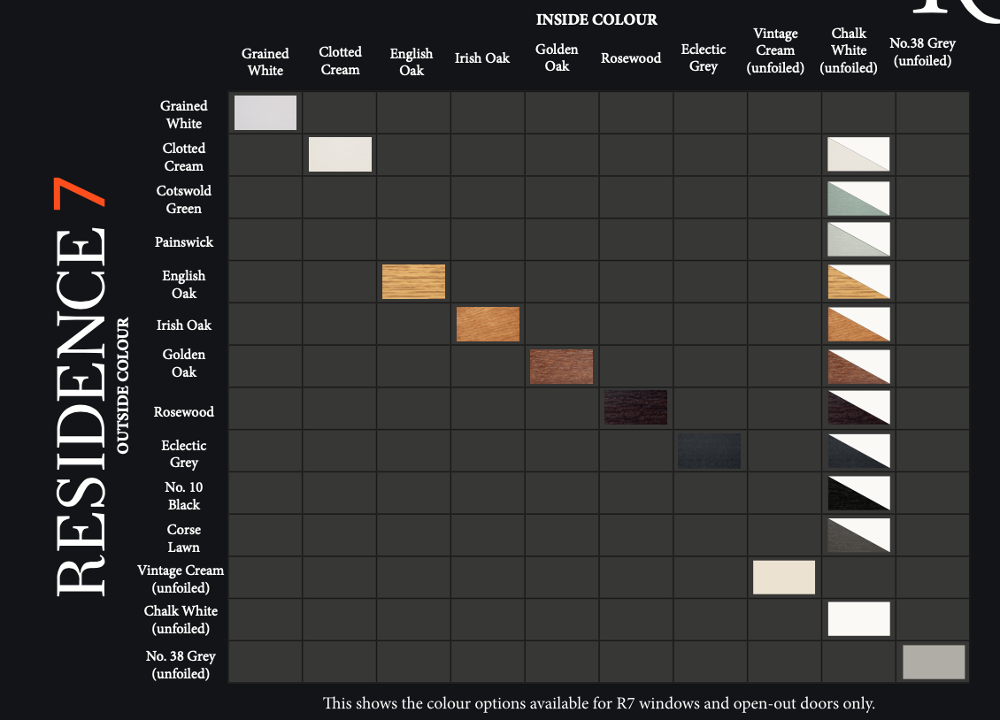 INSIDE COLOUR
Grained
White
Clotted
Cream
English
Oak
Irish Oak
Golden
Oak
Rosewood
Eclectic
Grey
Vintage
Cream
(unfoiled)
Chalk
White
(unfoiled)
No.38 Grey
(unfoiled)
RESIDENCE 7
OUTSIDE COLOUR
Grained
White
Clotted
Cream
Cotswold
Green
Painswick
English
Oak
Irish Oak
Golden
Oak
Rosewood
Eclectic
Grey
No. 10
Black
Corse
Lawn
Vintage Cream
(unfoiled)
Chalk White
(unfoiled)
No. 38 Grey
(unfoiled)
This shows the colour options available for R7 windows and open-out doors only.